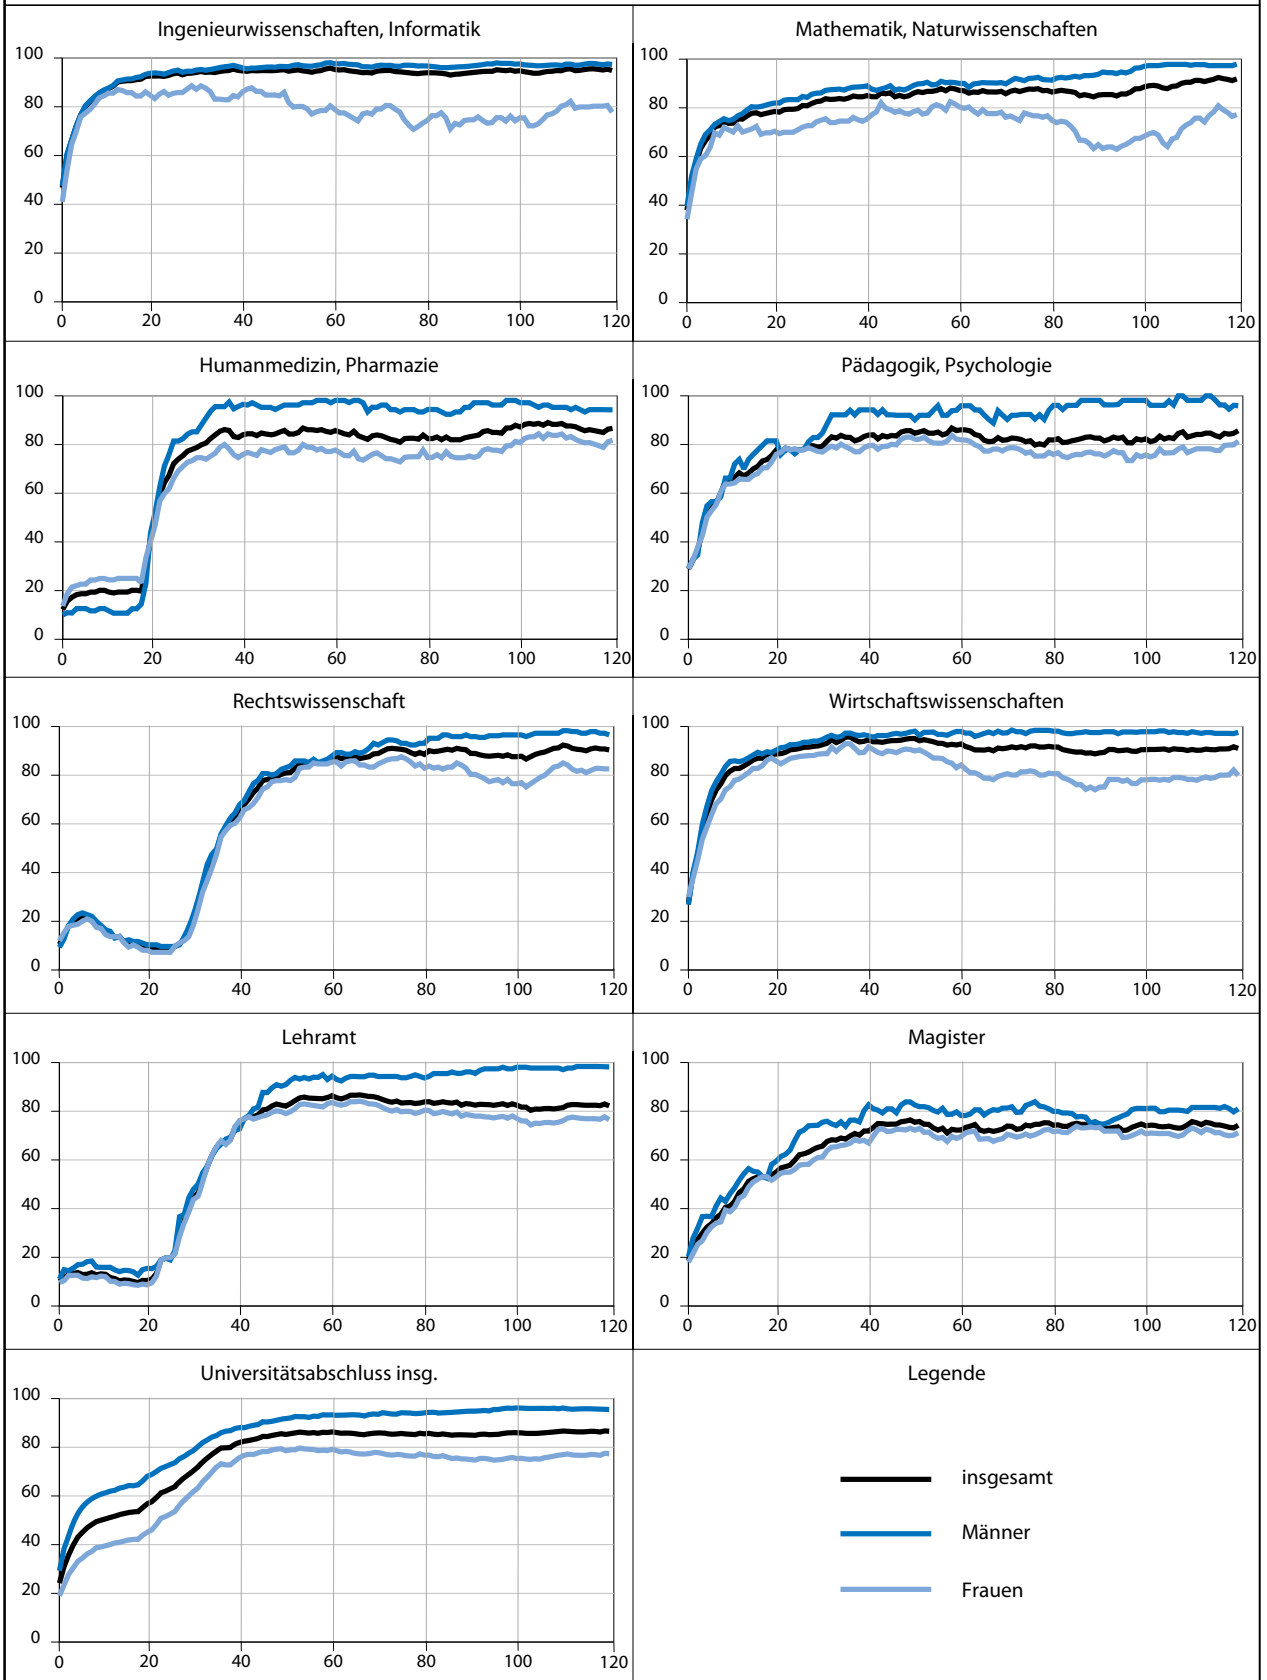 Ingenieurwissenschaften, Informatik
100
80
60
40
20
0
0 20 40 60 80 100 120
Mathematik, Naturwissenschaften
100
80
60
40
20
0
0 20 40 60 80 100 120
Humanmedizin, Pharmazie
100
80
60
40
20
0
0 20 40 60 80 100 120
Pädagogik, Psychologie
100
80
60
40
20
0
0 20 40 60 80 100 120
Rechtswissenschaft
100
80
60
40
20
0
0 20 40 60 80 100 120
Wirtschaftswissenschaften
100
80
60
40
20
0
0 20 40 60 80 100 120
Lehramt
100
80
60
40
20
0
0 20 40 60 80 100 120
Magister
100
80
60
40
20
0
0 20 40 60 80 100 120
Universitätsabschluss insg.
100
80
60
40
20
0
0 20 40 60 80 100 120
Legende
insgesamt
Männer
Frauen